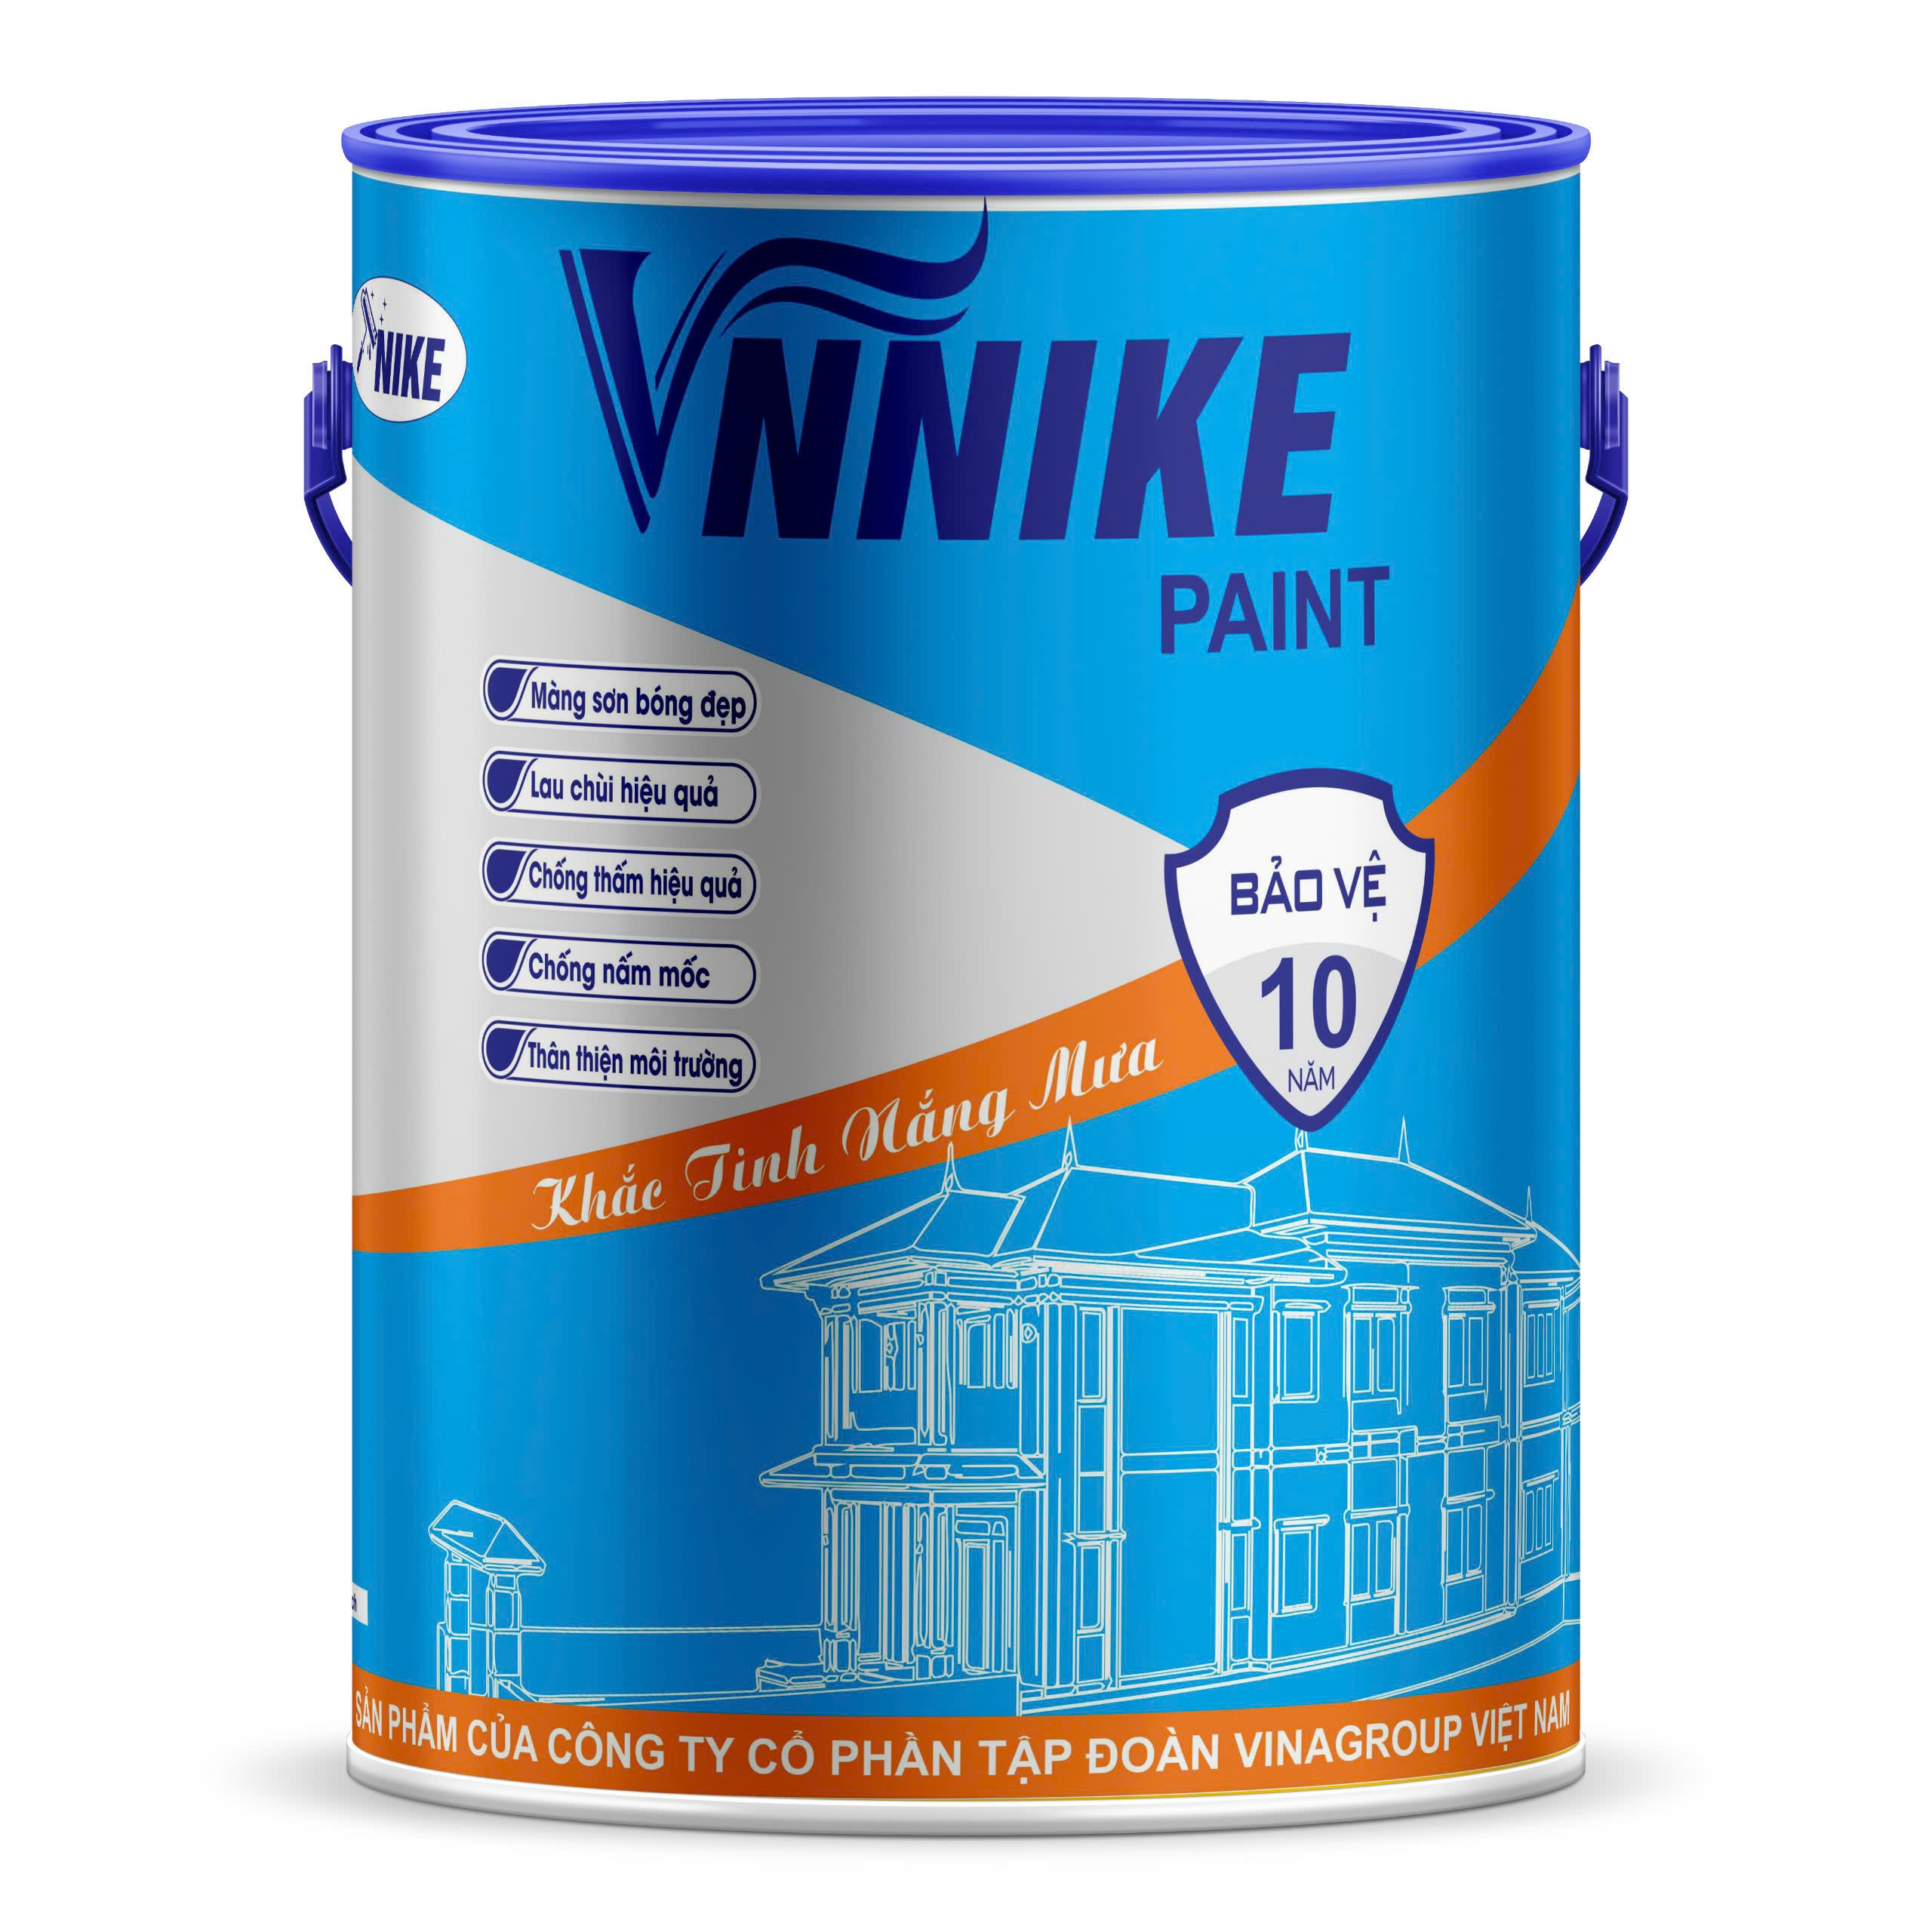 VNNIKE
PAINT
NIKE
Màng sơn bóng đẹp
Lau chùi hiệu quả
Chống thấm hiệu quả
Chống nấm mốc
Thân thiện môi trường
BẢO VỆ
10
NĂM
Khắc Tinh Nắng Mưa
SẢN PHẨM CỦA CÔNG TY CỔ PHẦN TẬP ĐOÀN VINAGROUP VIỆT NAM